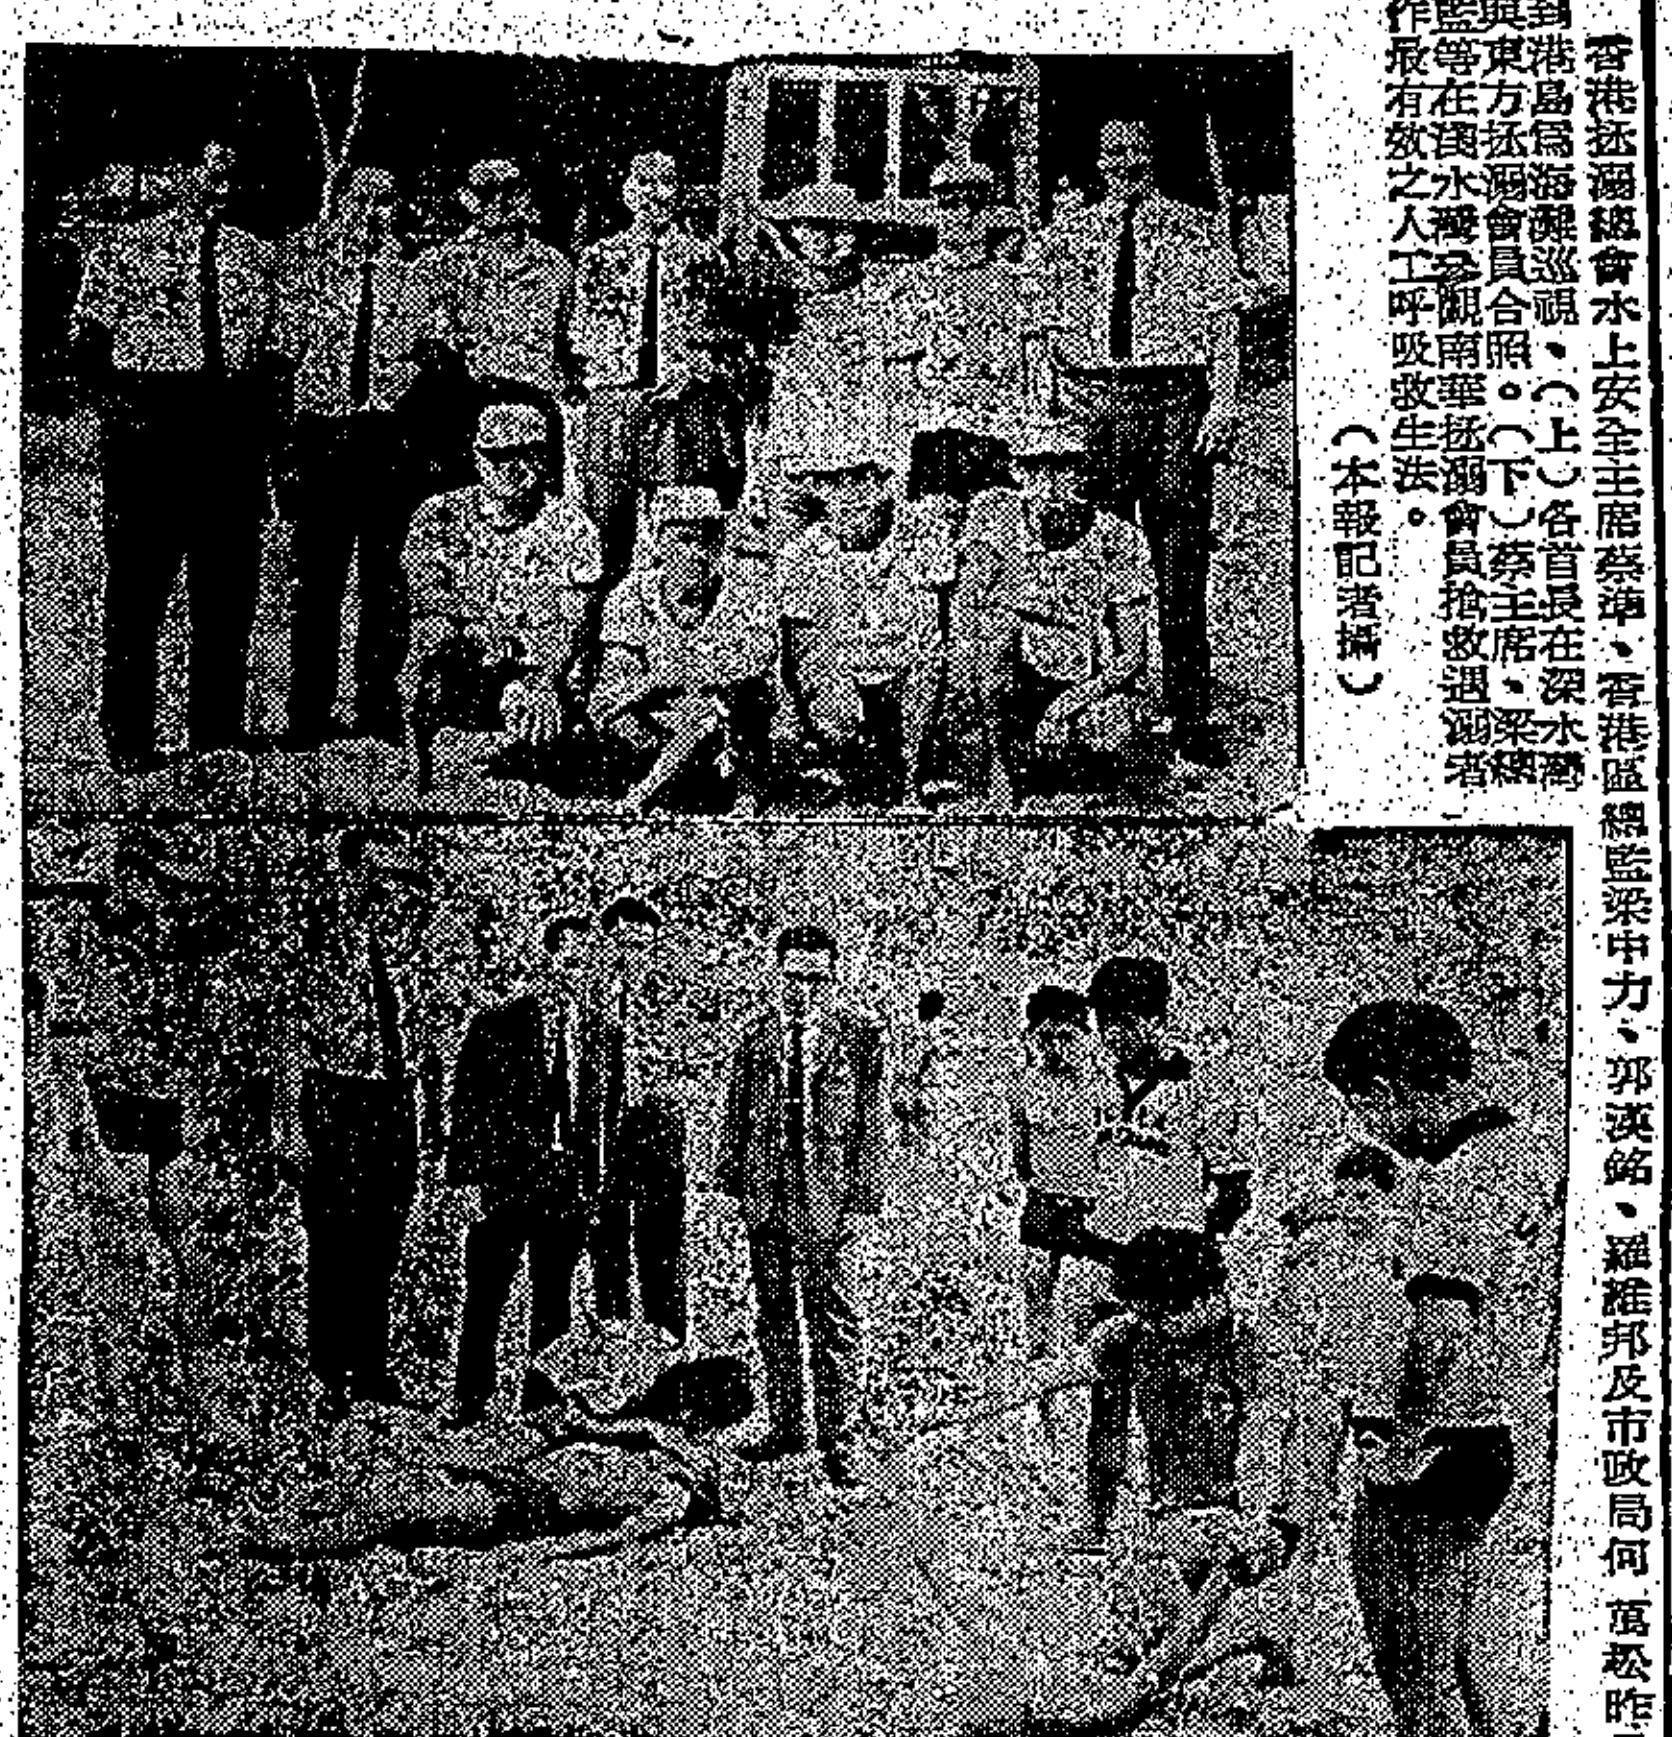 香港拯溺總會水上安全主席蔡準、香港區總監梁中力、郭漢銘、羅維邦及市政局何萬松昨
到港島爲海灘巡視、（上）各首長在深水灣
與東方拯溺會員合照。（下）蔡主席、梁總
監等在淺水灣參觀南華拯溺會員搶救遇溺者
作最有效之人工呼吸救生法。
（本報記者攝）